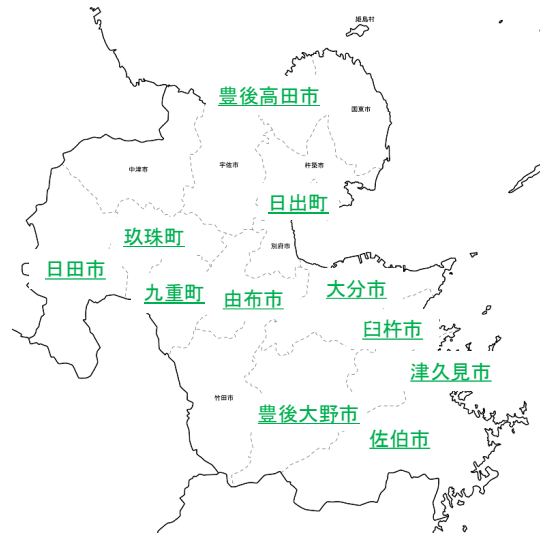 姫島村
豊後高田市
国東市
中津市
宇佐市
杵築市
日出町
玖珠町
別府市
日田市
九重町
由布市
大分市
臼杵市
津久見市
竹田市
豊後大野市
佐伯市